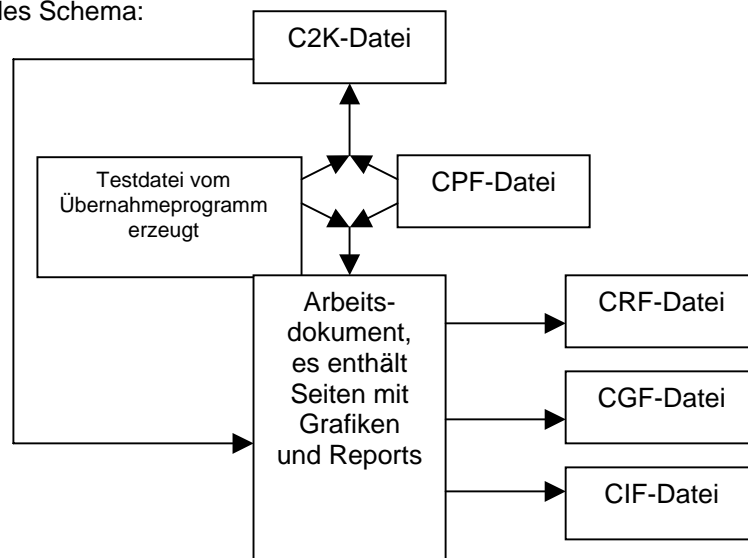 les Schema:
C2K-Datei
Testdatei vom
Übernahmeprogramm
erzeugt
CPF-Datei
Arbeits-
dokument,
es enthält
Seiten mit
Grafiken
und Reports
CRF-Datei
CGF-Datei
CIF-Datei